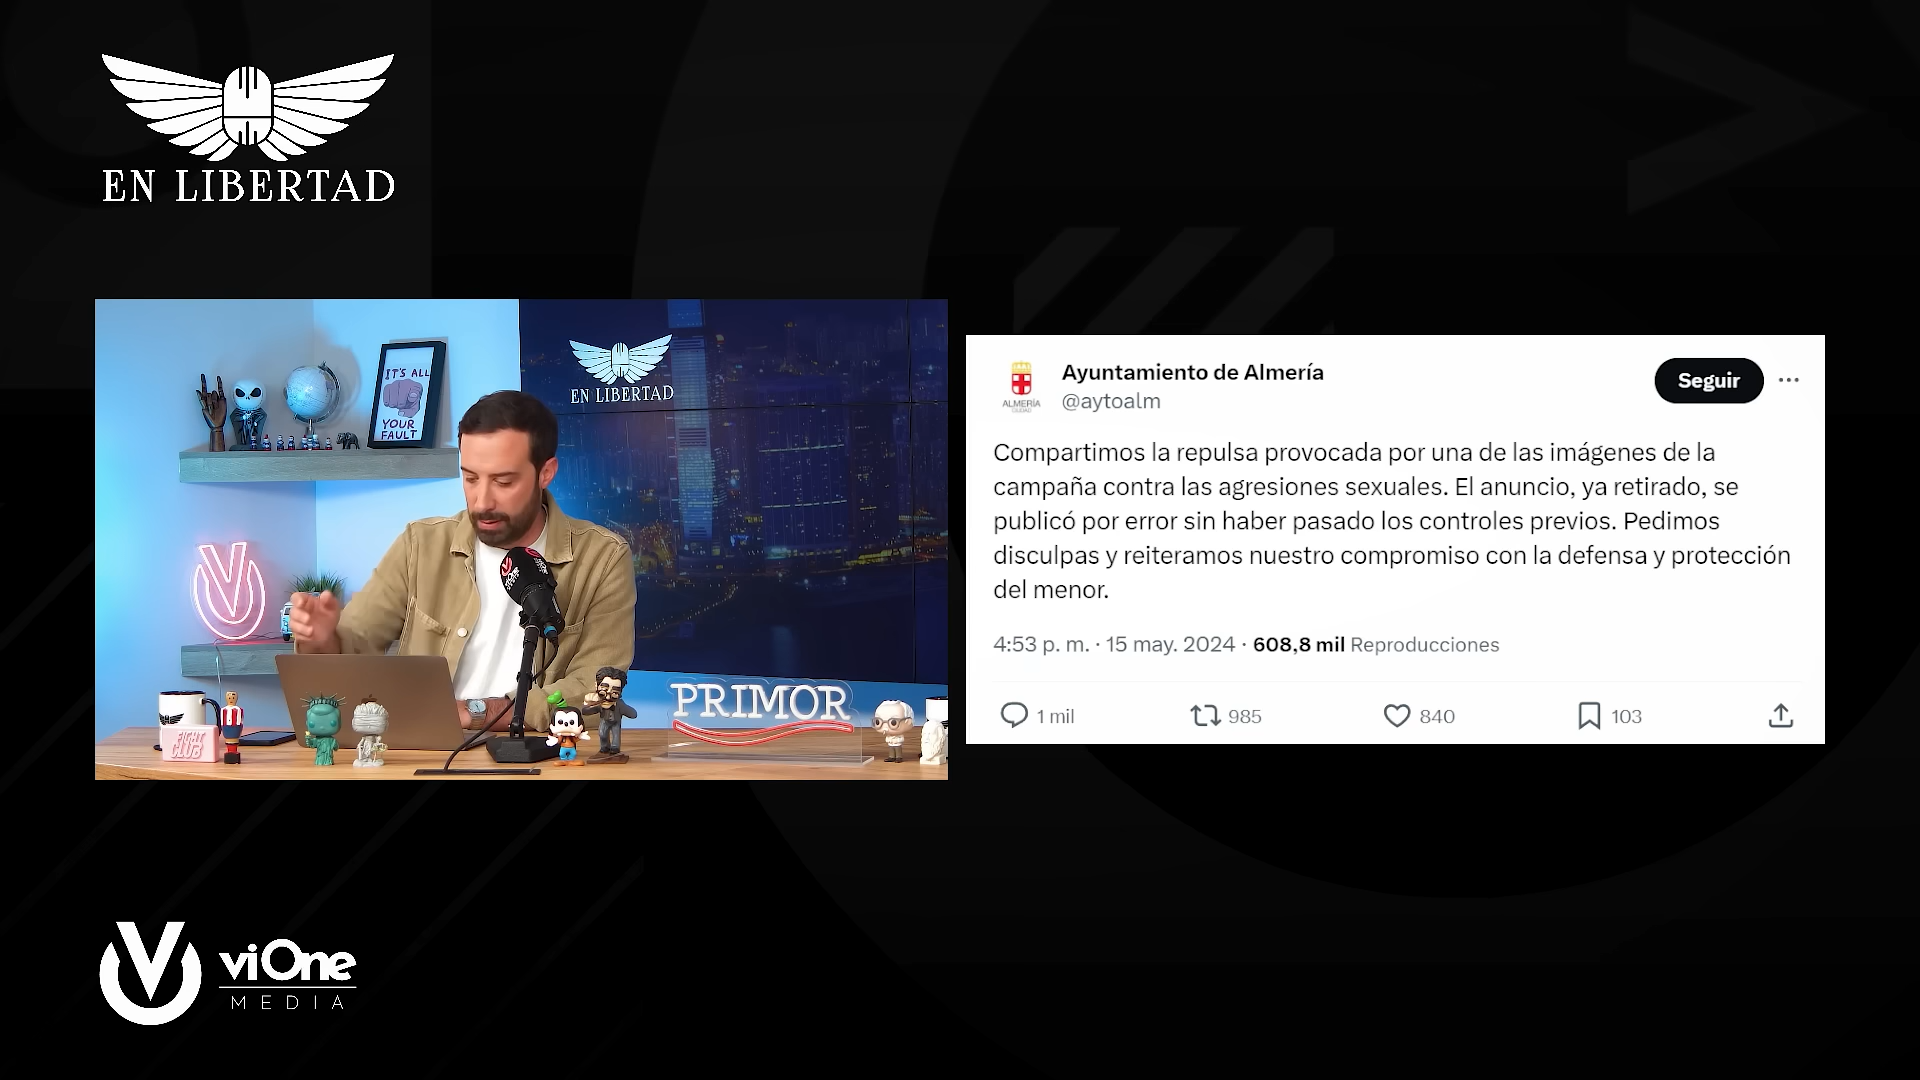 EN LIBERTAD
IT'S ALL
YOUR
FAULT
EN LIBERTAD
FIGHT
CLUB
PRIMOR
ALMERÍA
CIUDAD
Ayuntamiento de Almería
@aytoalm
Seguir
Compartimos la repulsa provocada por una de las imágenes de la
campaña contra las agresiones sexuales. El anuncio, ya retirado, se
publicó por error sin haber pasado los controles previos. Pedimos
disculpas y reiteramos nuestro compromiso con la defensa y protección
del menor.
4:53 p. m. · 15 may. 2024 · 608,8 mil Reproducciones
1 mil 985 840 103
viOne
MEDIA